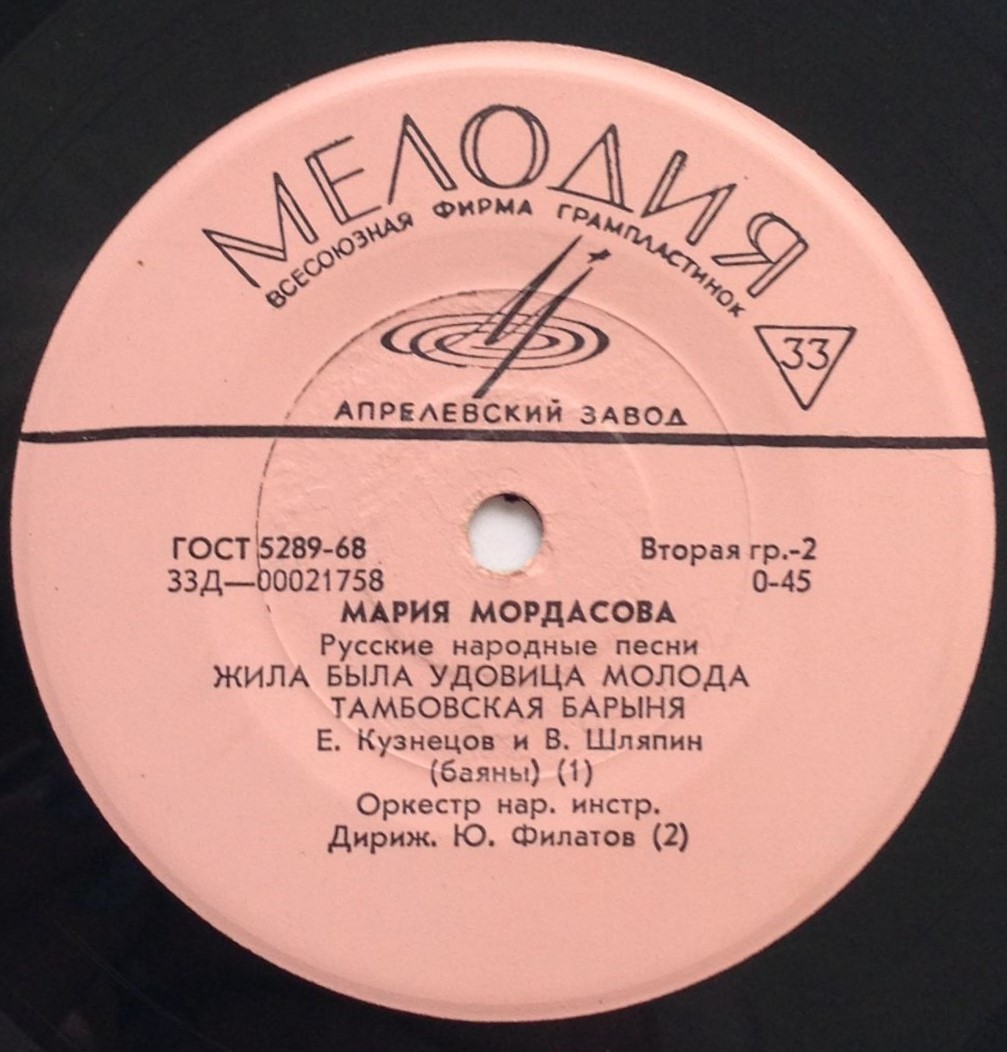 МЕЛОДИЯ
ВСЕСОЮЗНАЯ ФИРМА ГРАМПЛАСТИНОК
33
АПРЕЛЕВСКИЙ ЗАВОД
ГОСТ 5289-68 Вторая гр.-2
33Д—00021758 0-45
МАРИЯ МОРДАСОВА
Русские народные песни
ЖИЛА БЫЛА УДОВИЦА МОЛОДА
ТАМБОВСКАЯ БАРЫНЯ
Е. Кузнецов и В. Шляпин
(баяны) (1)
Оркестр нар. инстр.
Дириж. Ю. Филатов (2)